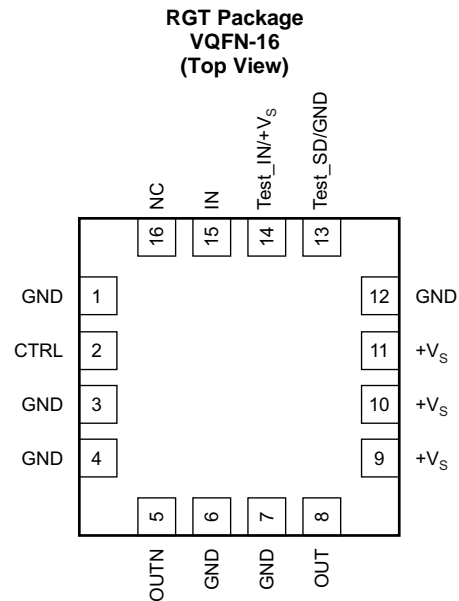 RGT Package
VQFN-16
(Top View)
NC
IN
Test_IN/+VS
Test_SD/GND
16
15
14
13
GND 1
12 GND
CTRL 2
11 +VS
GND 3
10 +VS
GND 4
9 +VS
5
6
7
8
OUTN
GND
GND
OUT